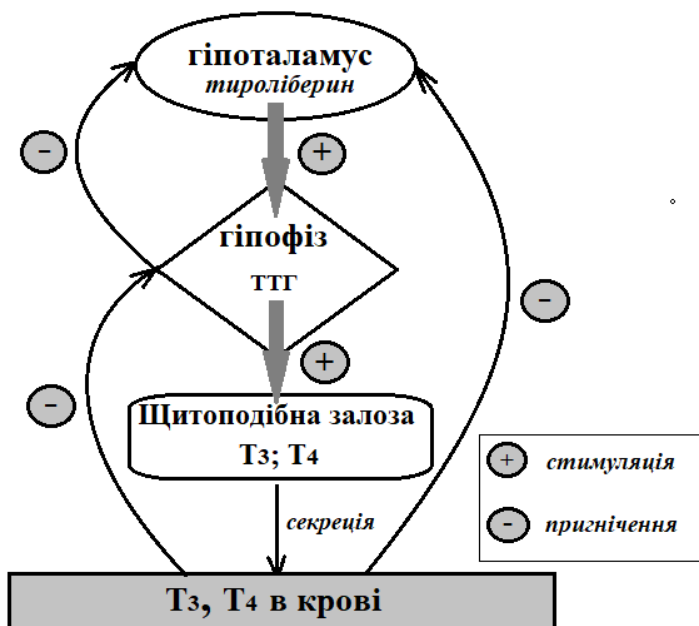 гіпоталамус
тироліберин
-
+
гіпофіз
ТТГ
-
+
-
Щитоподібна залоза
Т3; Т4
секреція
+ стимуляція
- пригнічення
Т3, Т4 в крові